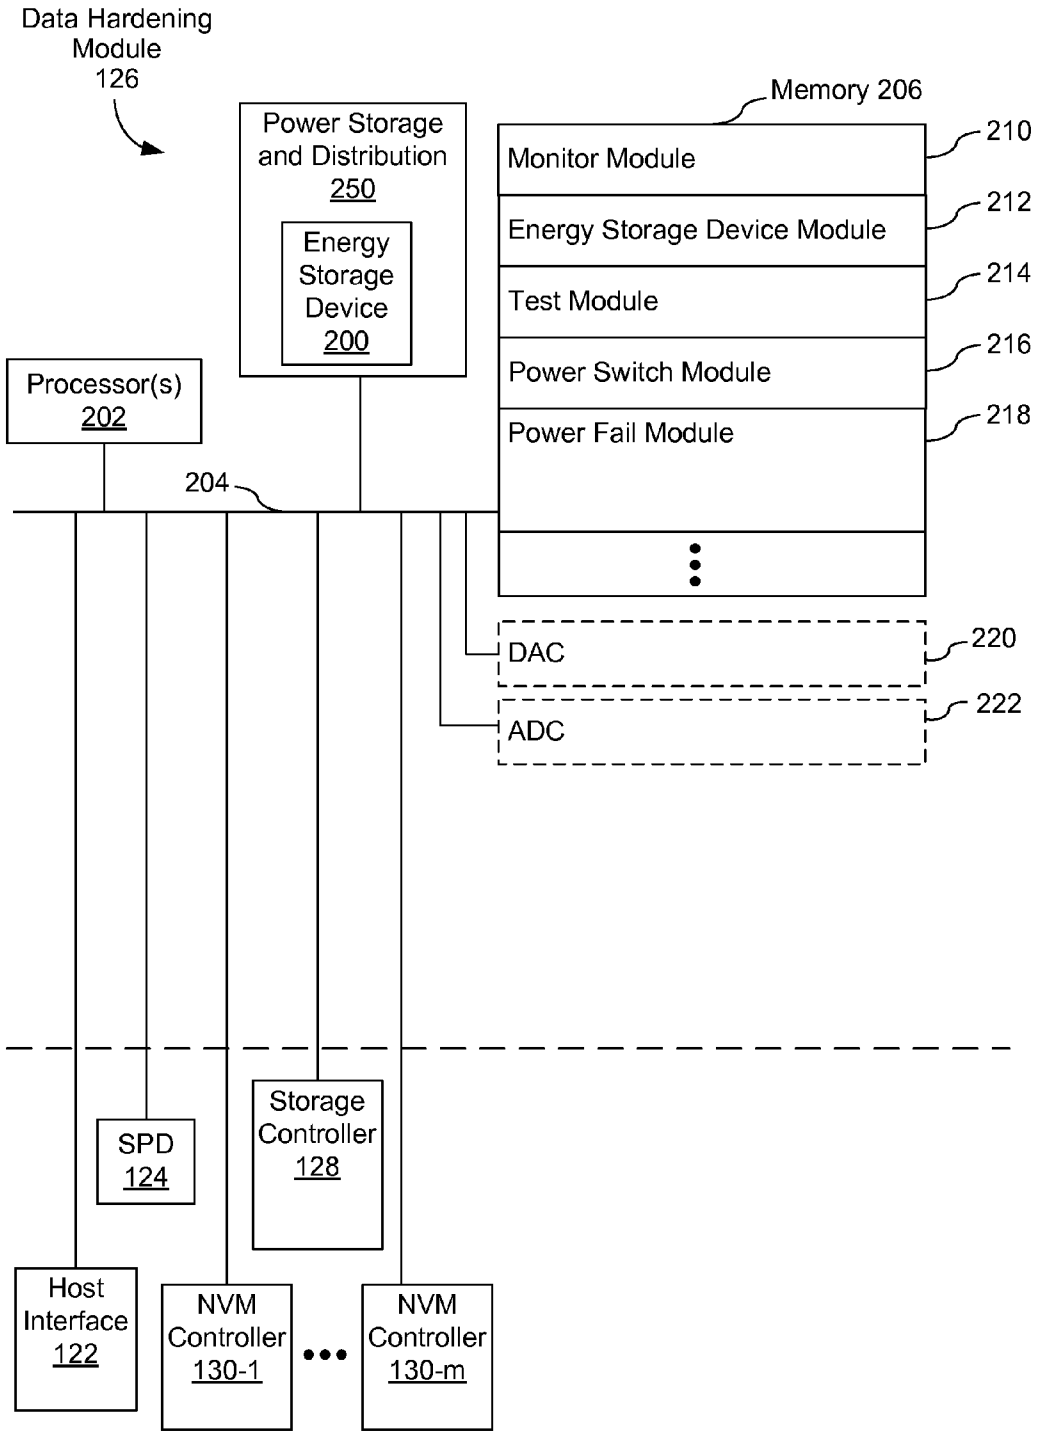 Data Hardening
Module
126
Power Storage
and Distribution
250
Energy
Storage
Device
200
Processor(s)
202
204
Memory 206
Monitor Module
210
Energy Storage Device Module
212
Test Module
214
Power Switch Module
216
Power Fail Module
218
DAC
220
ADC
222
Storage
Controller
128
SPD
124
Host
Interface
122
NVM
Controller
130-1
NVM
Controller
130-m